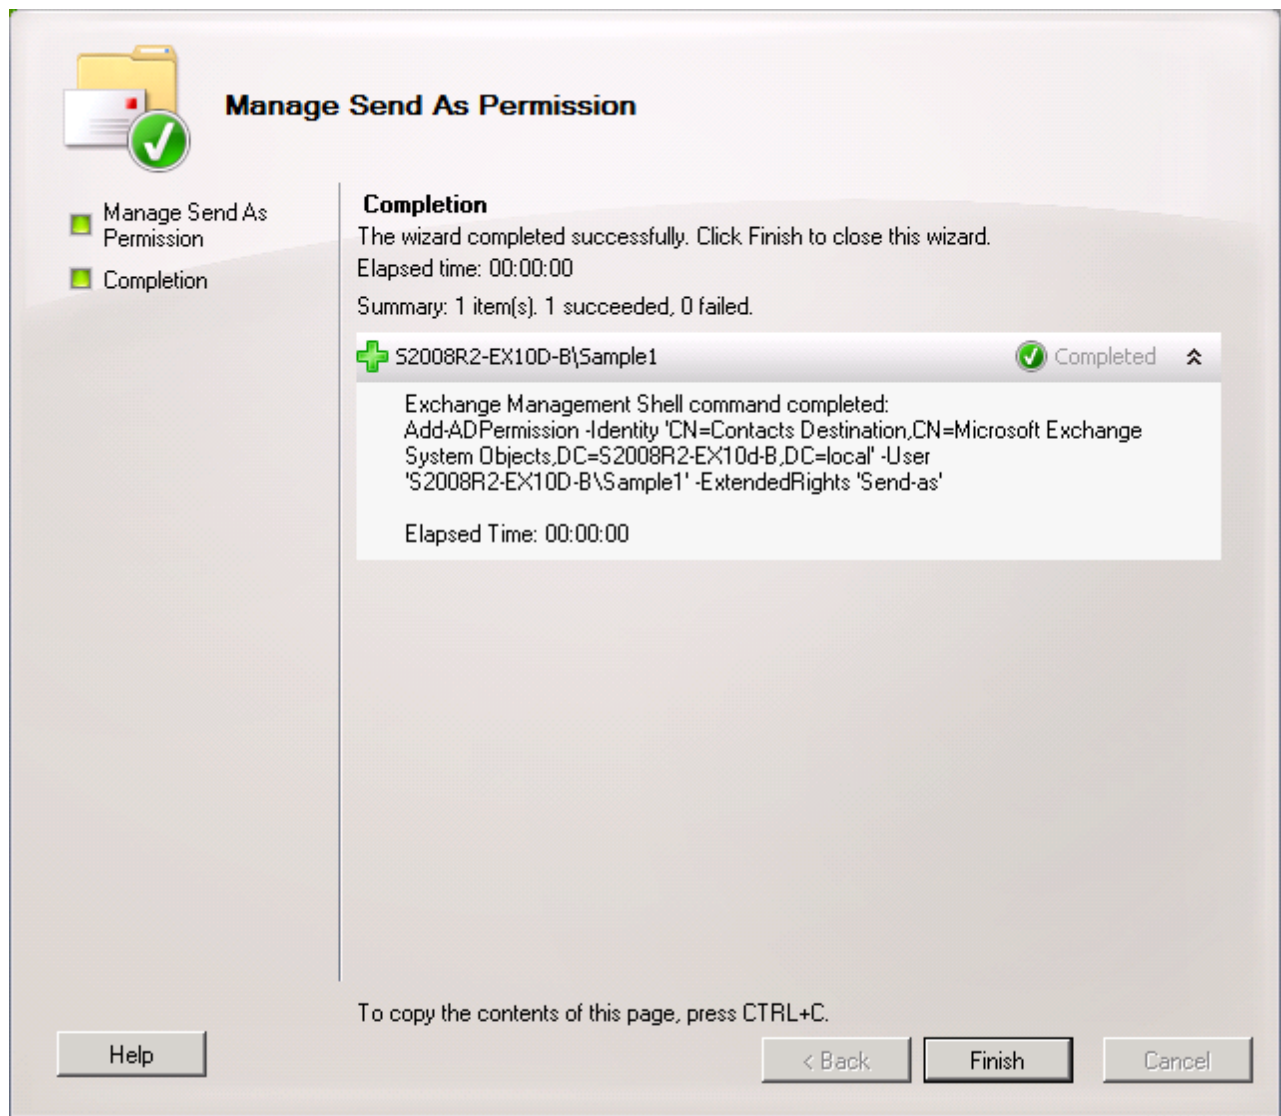 Manage Send As Permission
Manage Send As
Permission
Completion
Completion
The wizard completed successfully. Click Finish to close this wizard.
Elapsed time: 00:00:00
Summary: 1 item(s). 1 succeeded, 0 failed.
S2008R2-EX10D-B\Sample1
Completed
Exchange Management Shell command completed:
Add-ADPermission -Identity 'CN=Contacts Destination,CN=Microsoft Exchange
System Objects,DC=S2008R2-EX10d-B,DC=local' -User
'S2008R2-EX10D-B\Sample1' -ExtendedRights 'Send-as'
Elapsed Time: 00:00:00
To copy the contents of this page, press CTRL+C.
Help
< Back
Finish
Cancel